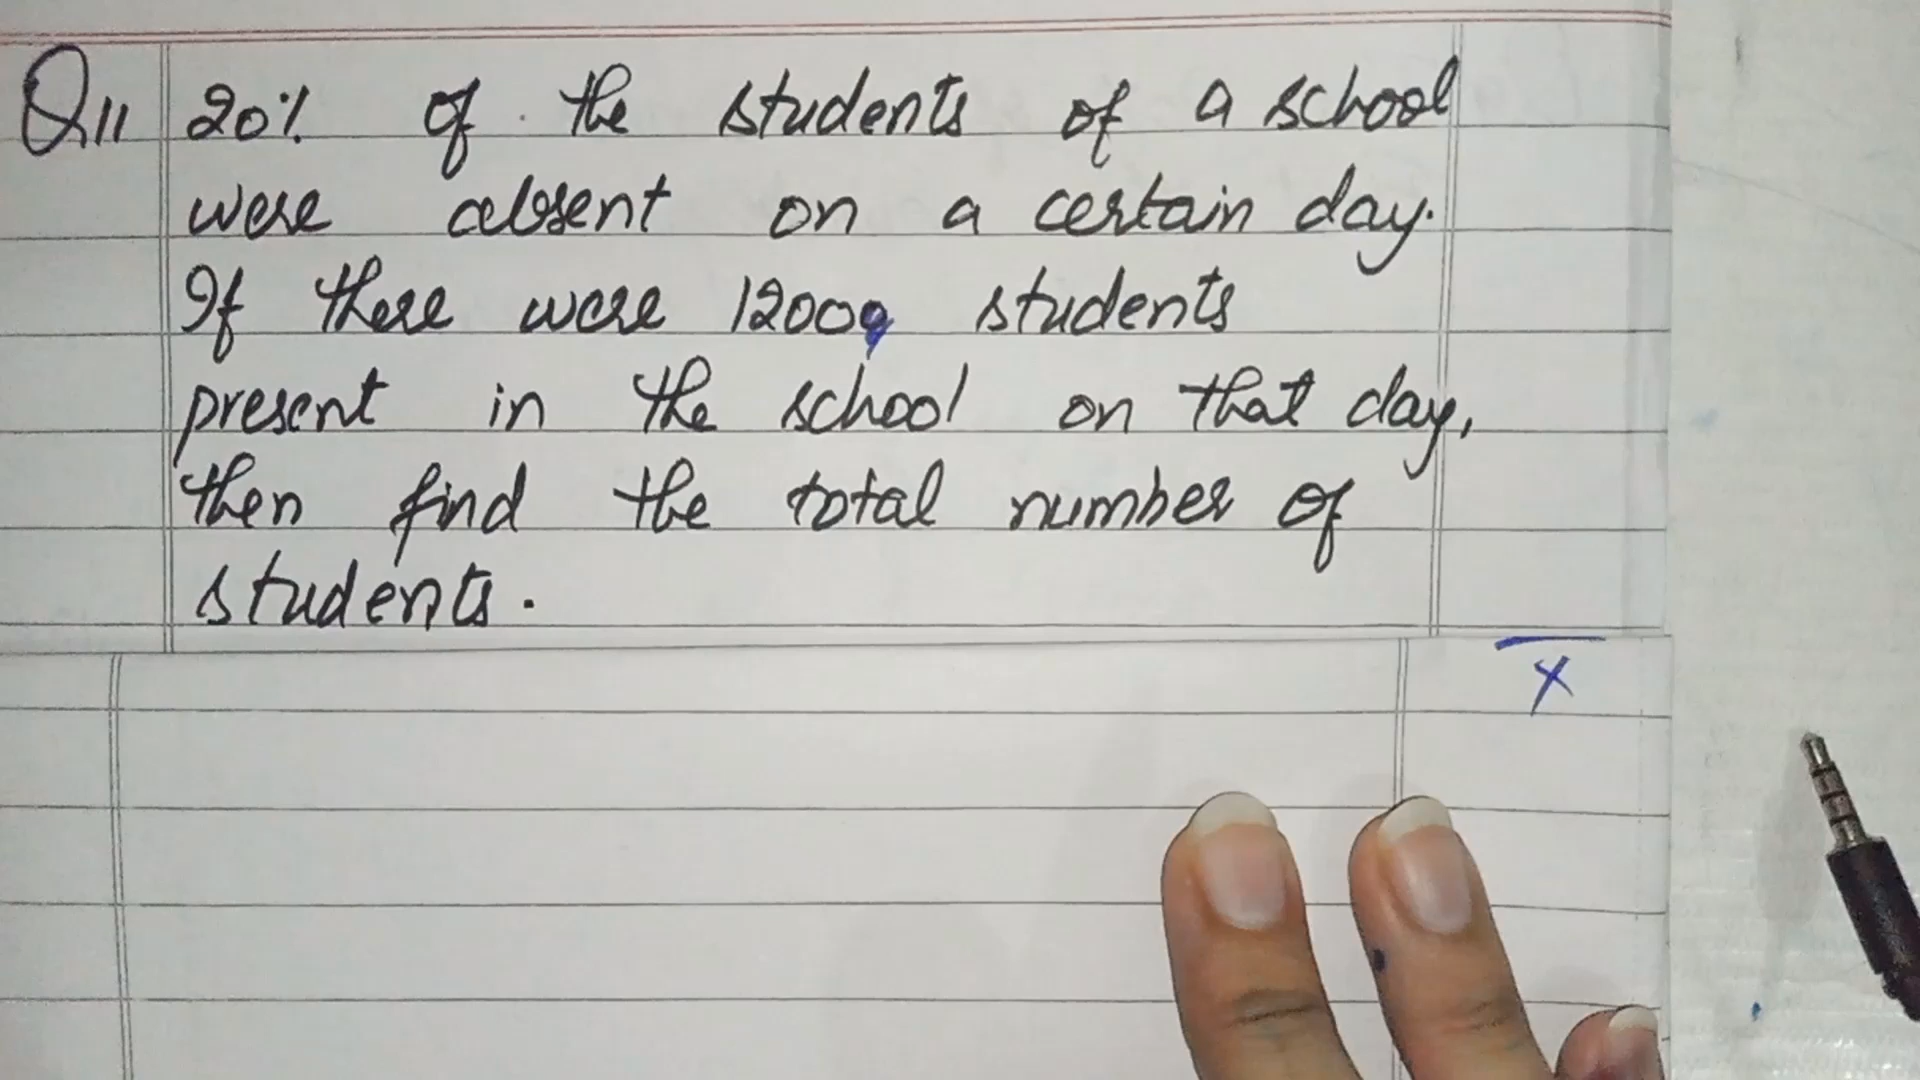 Q11 20% of the students of a school
were absent on a certain day.
If there were 12000 students
present in the school on that day,
then find the total number of
students.
x